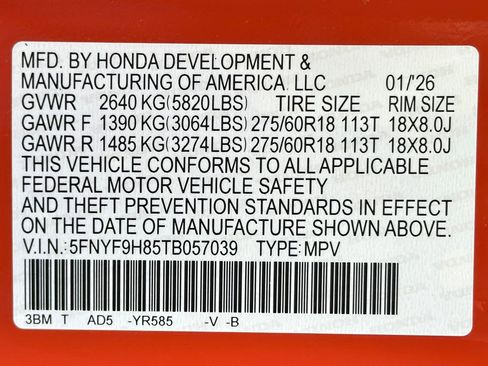 MFD. BY HONDA DEVELOPMENT &
MANUFACTURING OF AMERICA, LLC 01/'26
GVWR 2640 KG(5820LBS) TIRE SIZE RIM SIZE
GAWR F 1390 KG(3064LBS) 275/60R18 113T 18X8.0J
GAWR R 1485 KG(3274LBS) 275/60R18 113T 18X8.0J
THIS VEHICLE CONFORMS TO ALL APPLICABLE
FEDERAL MOTOR VEHICLE SAFETY
AND THEFT PREVENTION STANDARDS IN EFFECT
ON THE DATE OF MANUFACTURE SHOWN ABOVE.
V.I.N.: 5FNYF9H85TB057039 TYPE: MPV
3BM T AD5 -YR585 -V -B